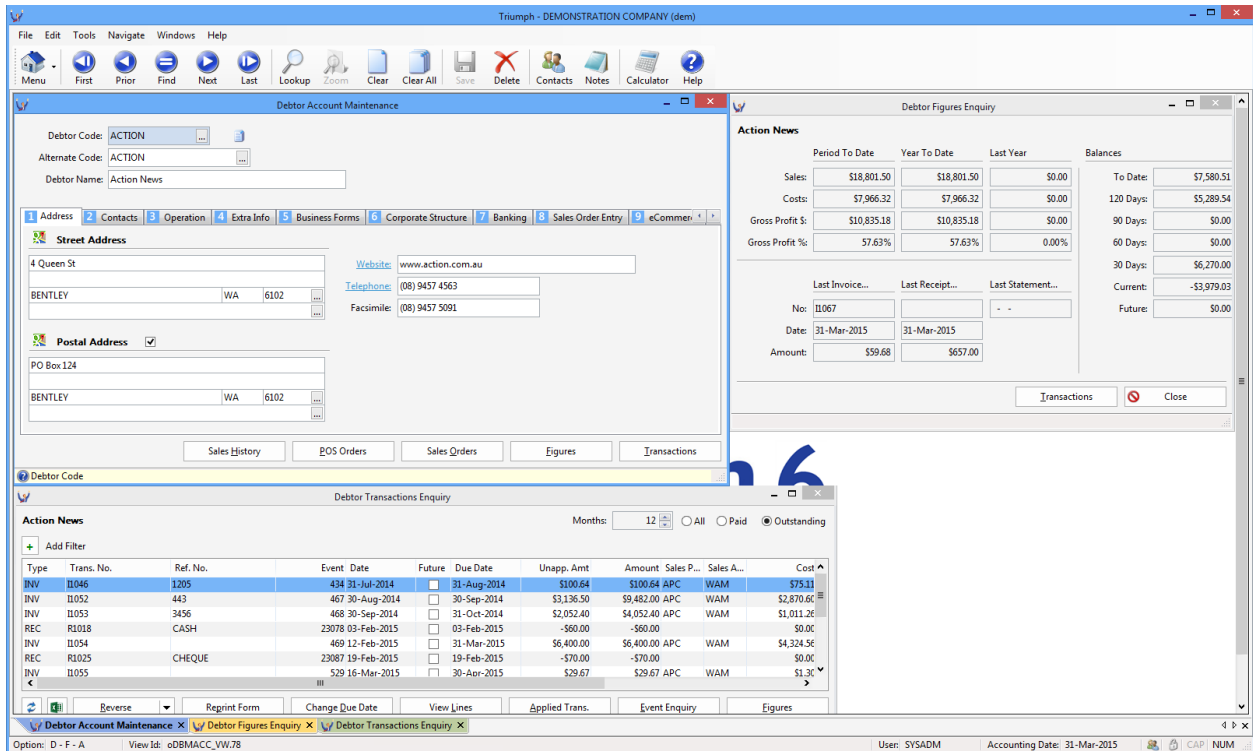 Triumph - DEMONSTRATION COMPANY (dem)
File Edit Tools Navigate Windows Help
Menu First Prior Find Next Last Lookup Zoom Clear Clear All Save Delete Contacts Notes Calculator Help
Debtor Account Maintenance
Debtor Code: ACTION ...
Alternate Code: ACTION ...
Debtor Name: Action News
1 Address 2 Contacts 3 Operation 4 Extra Info 5 Business Forms 6 Corporate Structure 7 Banking 8 Sales Order Entry 9 eCommer
Street Address
4 Queen St
Website: www.action.com.au
Telephone: (08) 9457 4563
BENTLEY WA 6102 ...
Facsimile: (08) 9457 5091
...
Postal Address
PO Box 124
BENTLEY WA 6102 ...
...
Sales History POS Orders Sales Orders Figures Transactions
Debtor Code
Debtor Figures Enquiry
Action News
Period To Date Year To Date Last Year Balances
Sales: $18,801.50 $18,801.50 $0.00 To Date: $7,580.51
Costs: $7,966.32 $7,966.32 $0.00 120 Days: $5,289.54
Gross Profit $: $10,835.18 $10,835.18 $0.00 90 Days: $0.00
Gross Profit %: 57.63% 57.63% 0.00% 60 Days: $0.00
30 Days: $6,270.00
Last Invoice... Last Receipt... Last Statement... Current: -$3,979.03
No: I1067 - - Future: $0.00
Date: 31-Mar-2015 31-Mar-2015
Amount: $59.68 $657.00
Transactions Close
6
Debtor Transactions Enquiry
Action News Months: 12 All Paid Outstanding
Add Filter
Type Trans. No. Ref. No. Event Date Future Due Date Unapp. Amt Amount Sales P... Sales A... Cost
INV I1046 1205 434 31-Jul-2014 31-Aug-2014 $100.64 $100.64 APC WAM $75.11
INV I1052 443 467 30-Aug-2014 30-Sep-2014 $3,136.50 $9,482.00 APC WAM $2,870.60
INV I1053 3456 468 30-Sep-2014 31-Oct-2014 $2,052.40 $4,052.40 APC WAM $1,011.26
REC R1018 CASH 23078 03-Feb-2015 03-Feb-2015 -$60.00 -$60.00 $0.00
INV I1054 469 12-Feb-2015 31-Mar-2015 $6,400.00 $6,400.00 APC WAM $4,324.56
REC R1025 CHEQUE 23087 19-Feb-2015 19-Feb-2015 -$70.00 -$70.00 $0.00
INV I1055 529 16-Mar-2015 30-Apr-2015 $29.67 $29.67 APC WAM $1.30
Reverse Reprint Form Change Due Date View Lines Applied Trans. Event Enquiry Figures
Debtor Account Maintenance X Debtor Figures Enquiry X Debtor Transactions Enquiry X
Option: D - F - A View Id: oDBMACC_VW.78 User: SYSADM Accounting Date: 31-Mar-2015 CAP NUM